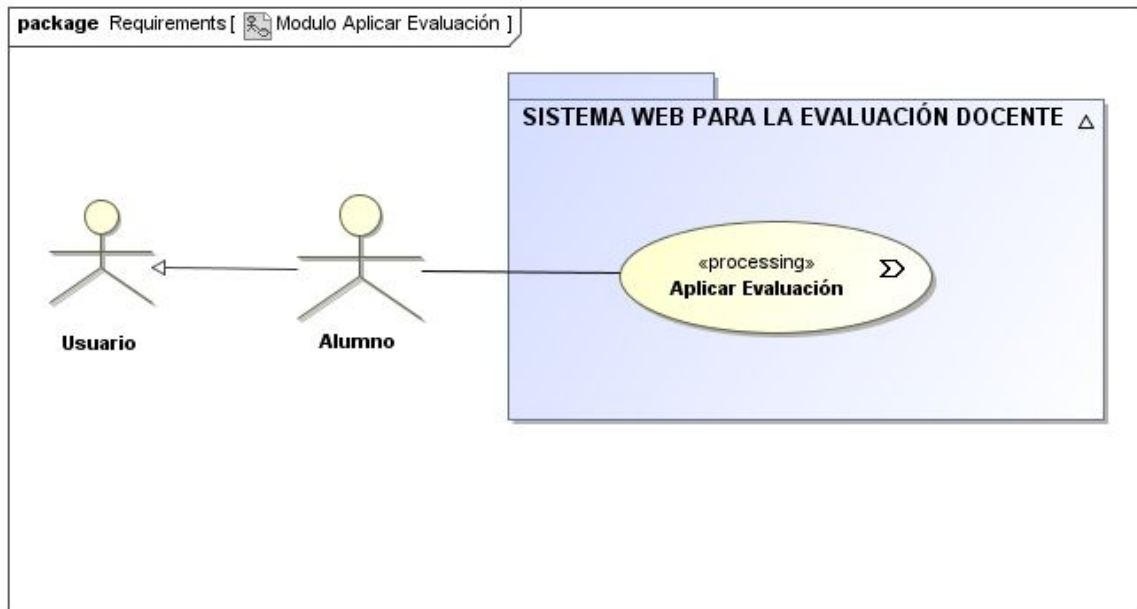 package Requirements [ Modulo Aplicar Evaluación ]
SISTEMA WEB PARA LA EVALUACIÓN DOCENTE
«processing»
Aplicar Evaluación
Usuario
Alumno